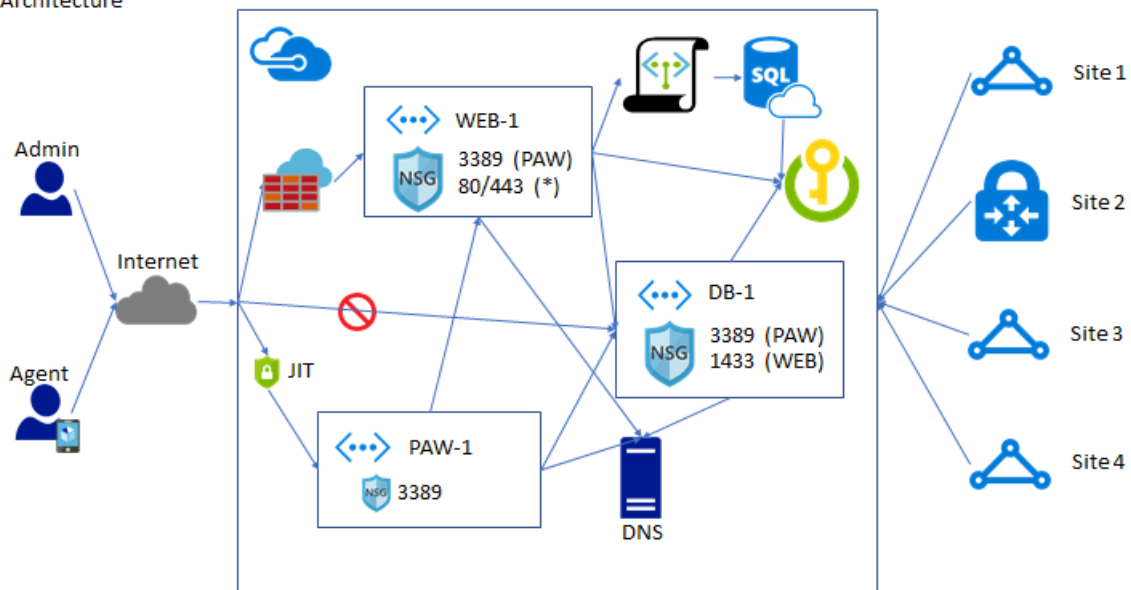 Architecture
Admin
Internet
Agent
WEB-1
NSG
3389 (PAW)
80/443 (*)
SQL
JIT
PAW-1
NSG
3389
DB-1
NSG
3389 (PAW)
1433 (WEB)
DNS
Site 1
Site 2
Site 3
Site 4